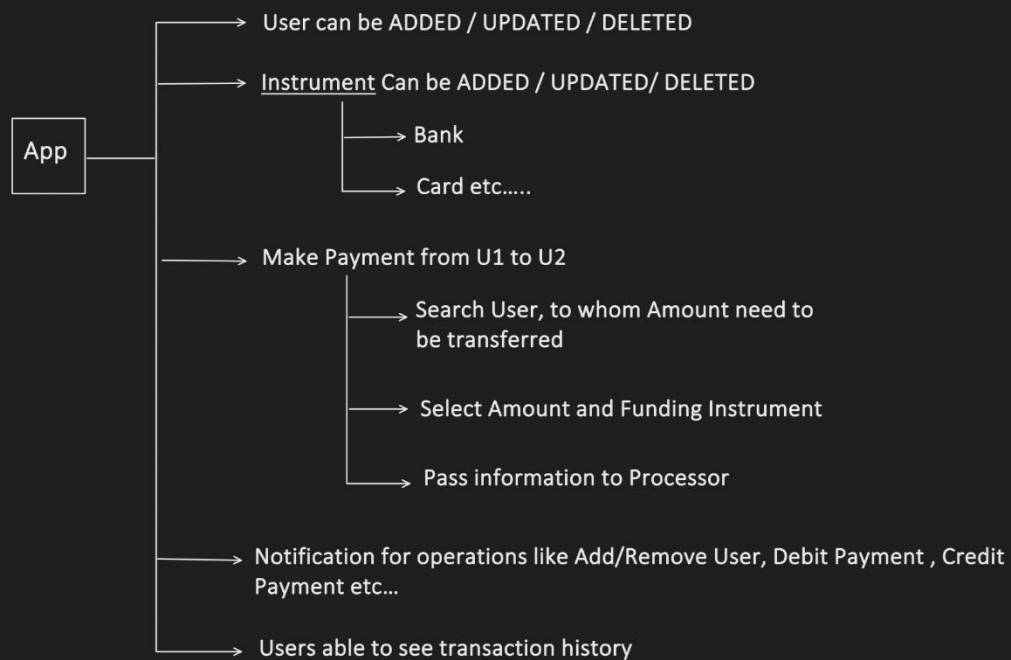 User can be ADDED / UPDATED / DELETED
Instrument Can be ADDED / UPDATED/ DELETED
Bank
App
Card etc.....
Make Payment from U1 to U2
Search User, to whom Amount need to
be transferred
Select Amount and Funding Instrument
Pass information to Processor
Notification for operations like Add/Remove User, Debit Payment , Credit
Payment etc...
Users able to see transaction history